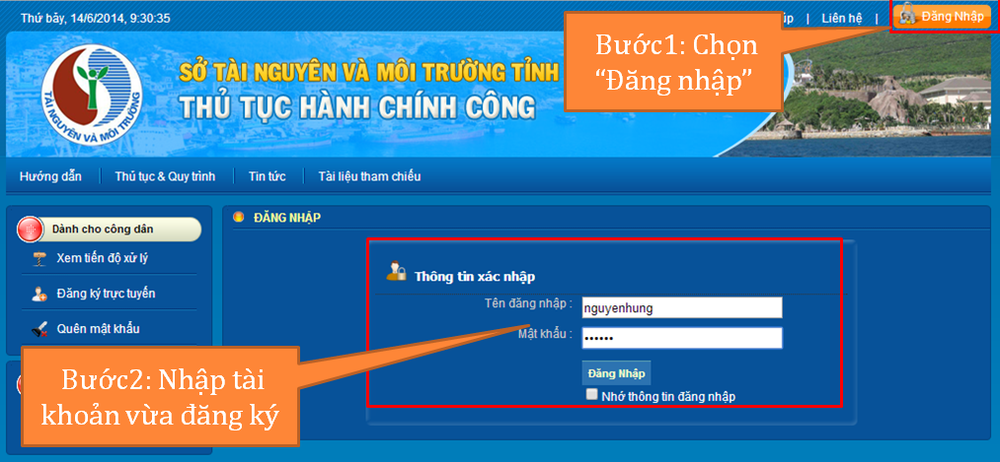 Thứ bảy, 14/6/2014, 9:30:35
| Liên hệ |
Đăng Nhập
Bước1: Chọn
“Đăng nhập”
SỞ TÀI NGUYÊN VÀ MÔI TRƯỜNG TỈNH
THỦ TỤC HÀNH CHÍNH CÔNG
TÀI NGUYÊN VÀ MÔI TRƯỜNG
Hướng dẫn | Thủ tục & Quy trình | Tin tức | Tài liệu tham chiếu
Dành cho công dân
Xem tiến độ xử lý
Đăng ký trực tuyến
Quên mật khẩu
ĐĂNG NHẬP
Thông tin xác nhập
Tên đăng nhập : nguyenhung
Mật khẩu : ••••••
Đăng Nhập
Nhớ thông tin đăng nhập
Bước2: Nhập tài
khoản vừa đăng ký